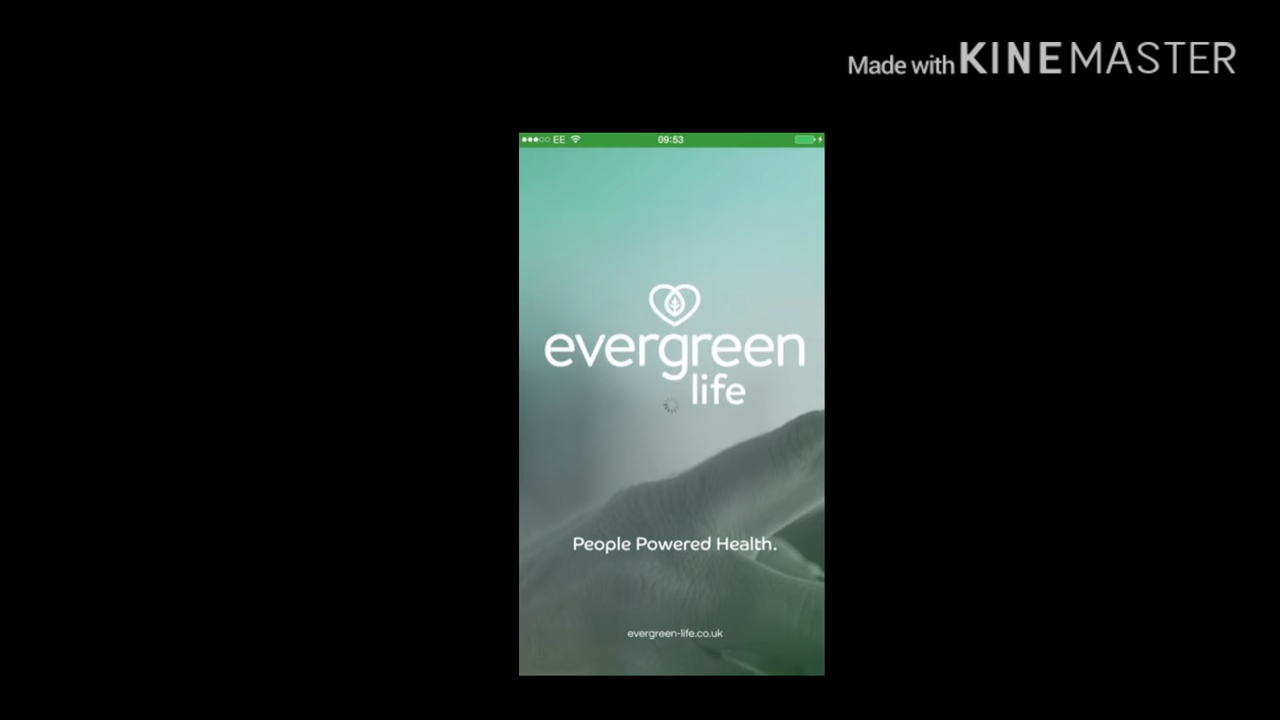 Made with KINEMASTER
EE 09:53
evergreen
life
People Powered Health.
evergreen-life.co.uk